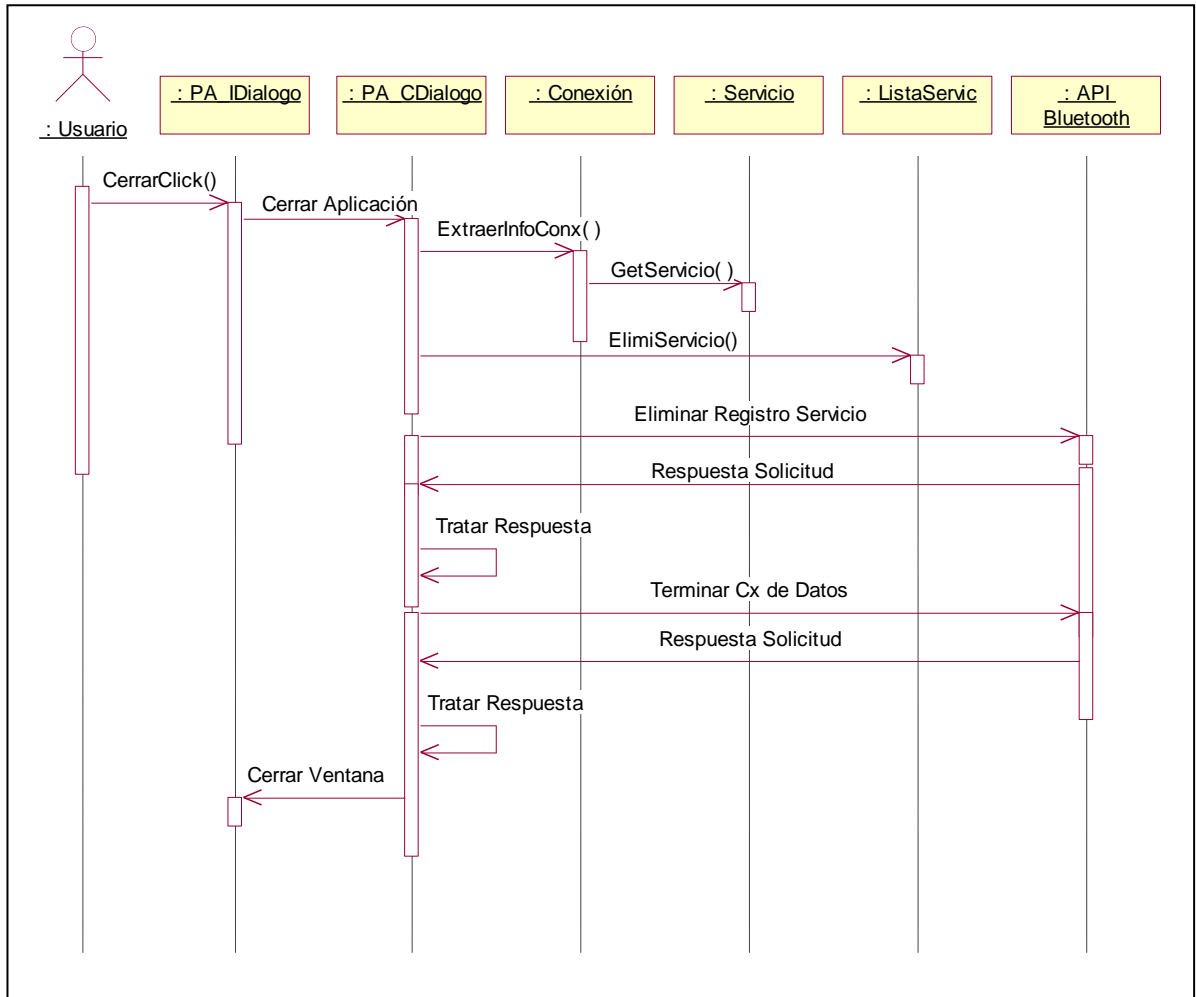 : Usuario
: PA_IDialogo
: PA_CDialogo
: Conexión
: Servicio
: ListaServic
: API
Bluetooth
CerrarClick()
Cerrar Aplicación
ExtraerInfoConx( )
GetServicio( )
ElimiServicio()
Eliminar Registro Servicio
Respuesta Solicitud
Tratar Respuesta
Terminar Cx de Datos
Respuesta Solicitud
Tratar Respuesta
Cerrar Ventana